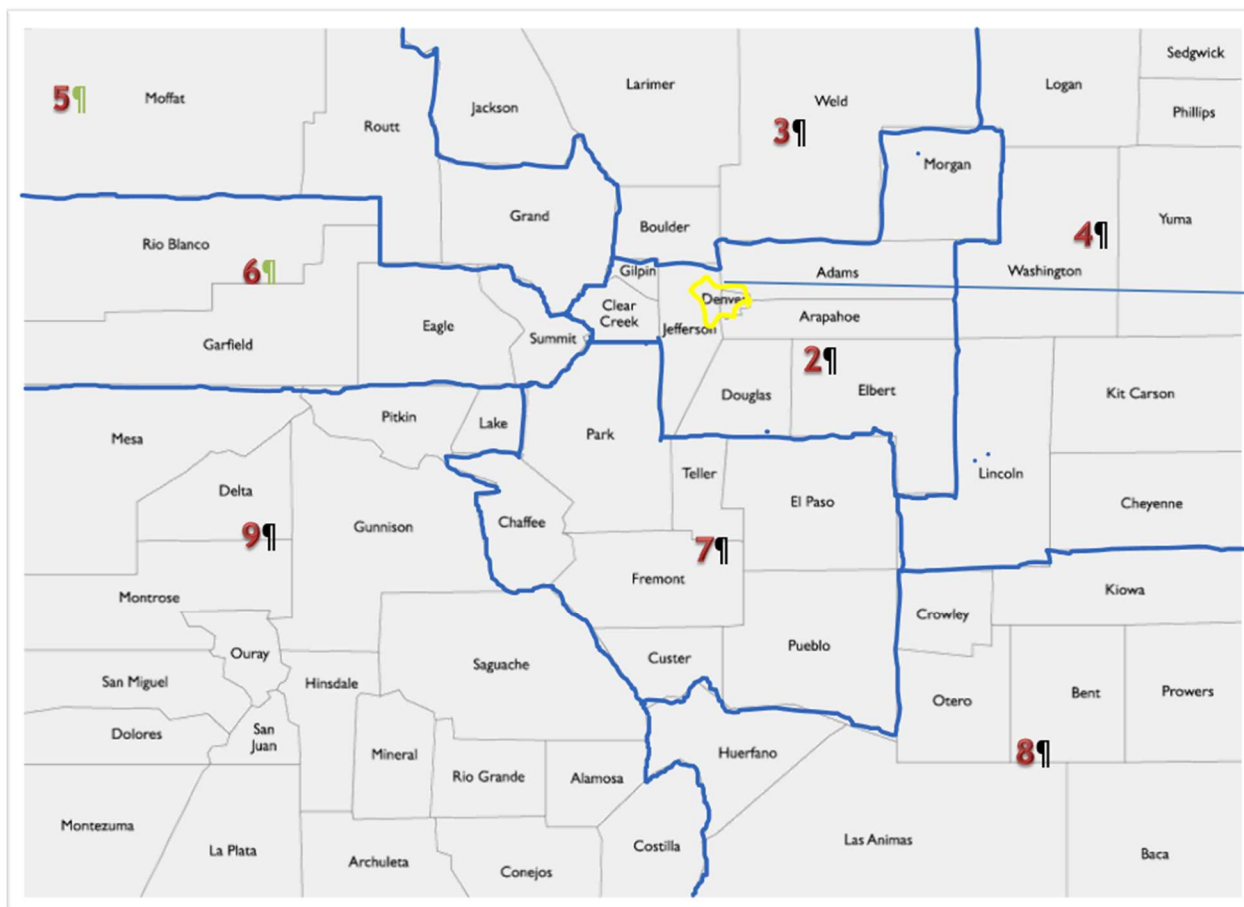 Sedgwick
Larimer
Logan
5¶
Moffat
Weld
Jackson
Phillips
Routt
3¶
Morgan
Grand
Yuma
Boulder
4¶
Rio Blanco
6¶
Gilpin
Adams
Washington
Denver
Clear
Creek
Arapahoe
Eagle
Jefferson
Summit
Garfield
2¶
Elbert
Douglas
Kit Carson
Pitkin
Lake
Park
Mesa
Teller
Lincoln
Delta
El Paso
Cheyenne
Chaffee
Gunnison
9¶
7¶
Fremont
Kiowa
Montrose
Crowley
Pueblo
Ouray
Custer
Saguache
San Miguel
Hinsdale
Bent
Prowers
Otero
San
Juan
Dolores
Mineral
Huerfano
8¶
Rio Grande
Alamosa
Montezuma
Las Animas
Costilla
La Plata
Baca
Archuleta
Conejos